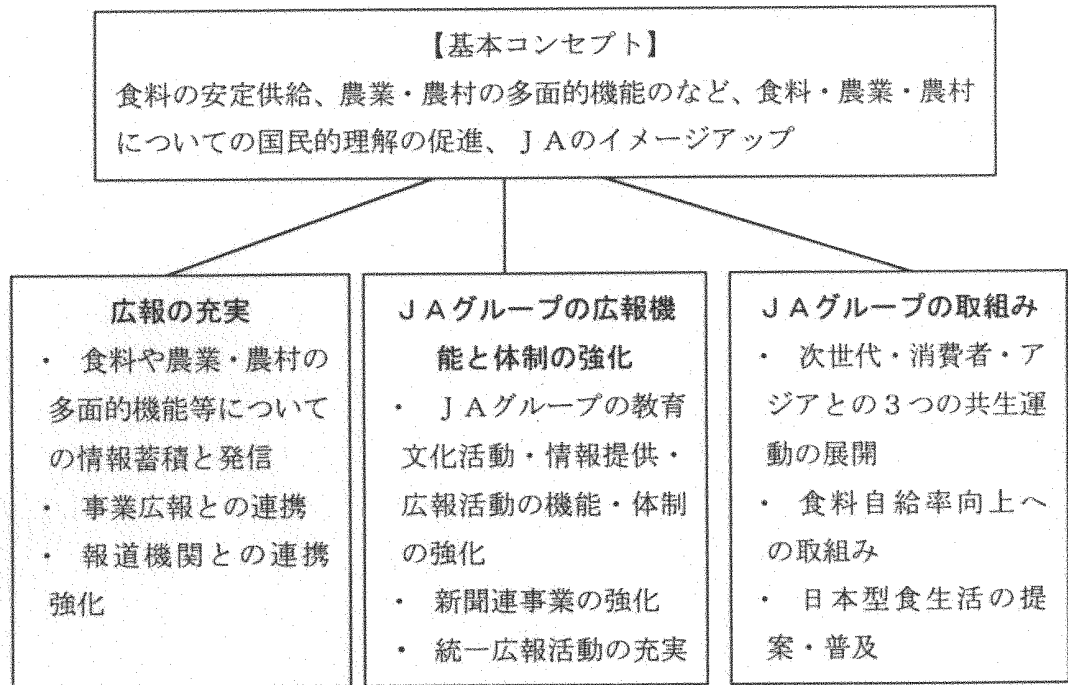 【基本コンセプト】
食料の安定供給、農業・農村の多面的機能のなど、食料・農業・農村
についての国民的理解の促進、ＪＡのイメージアップ
広報の充実
・ 食料や農業・農村の
多面的機能等について
の情報蓄積と発信
・ 事業広報との連携
・ 報道機関との連携
強化
ＪＡグループの広報機
能と体制の強化
・ ＪＡグループの教育
文化活動・情報提供・
広報活動の機能・体制
の強化
・ 新聞連事業の強化
・ 統一広報活動の充実
ＪＡグループの取組み
・ 次世代・消費者・ア
ジアとの３つの共生運
動の展開
・ 食料自給率向上へ
の取組み
・ 日本型食生活の提
案・普及